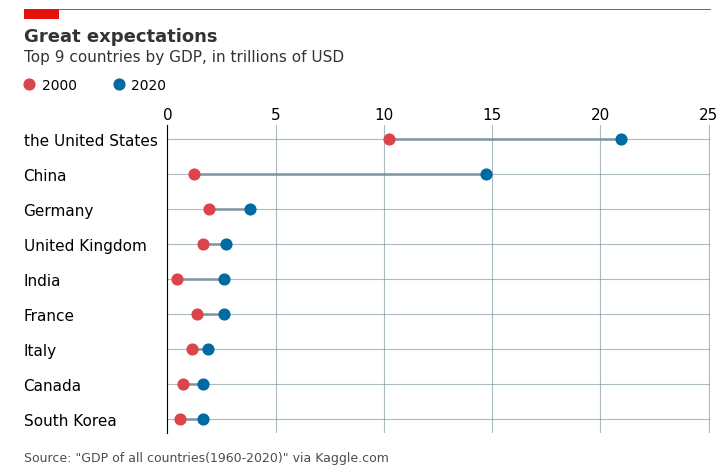 Great expectations
Top 9 countries by GDP, in trillions of USD
2000 2020
0 5 10 15 20 25
the United States
China
Germany
United Kingdom
India
France
Italy
Canada
South Korea
Source: "GDP of all countries(1960-2020)" via Kaggle.com